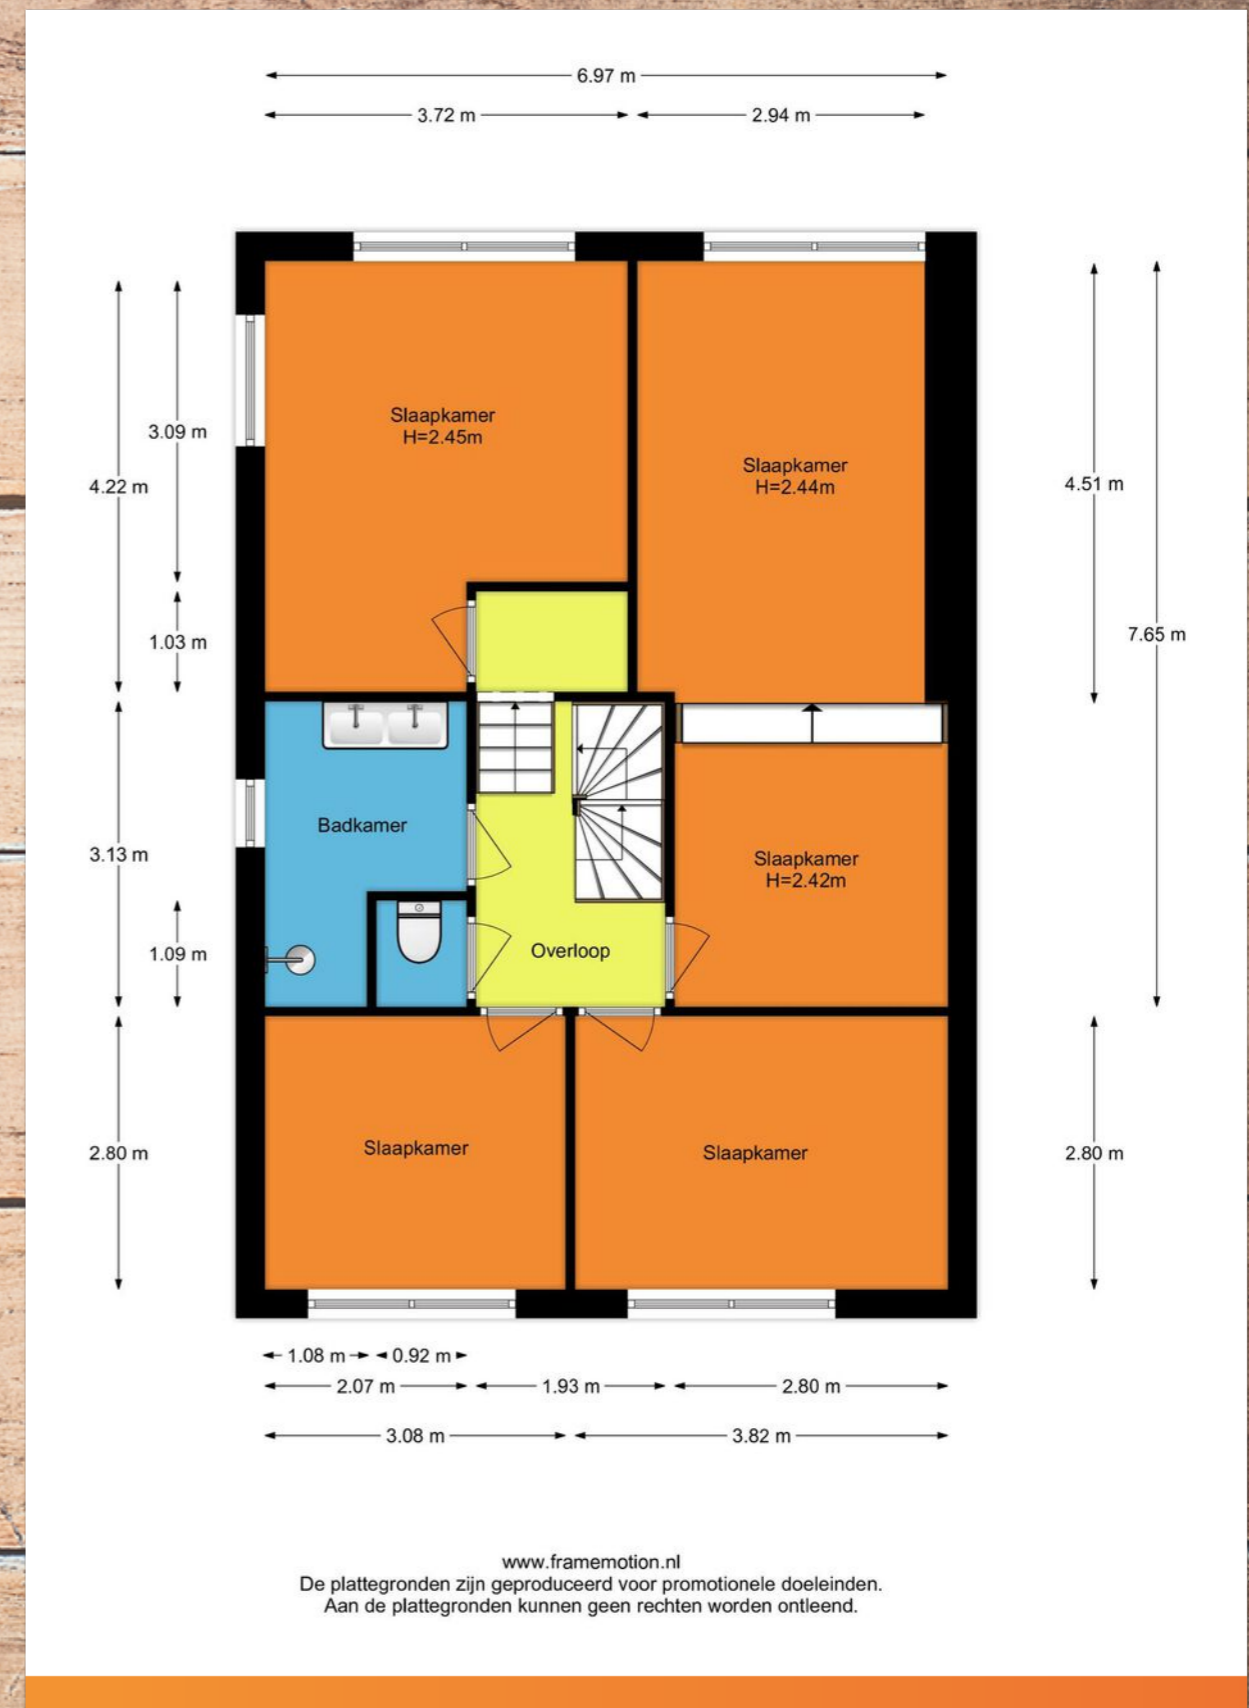 6.97 m
3.72 m
2.94 m
Slaapkamer
H=2.45m
3.09 m
Slaapkamer
H=2.44m
4.22 m
4.51 m
1.03 m
7.65 m
Badkamer
3.13 m
Slaapkamer
H=2.42m
1.09 m
Overloop
2.80 m
Slaapkamer
Slaapkamer
2.80 m
1.08 m
0.92 m
2.07 m
1.93 m
2.80 m
3.08 m
3.82 m
www.framemotion.nl
De plattegronden zijn geproduceerd voor promotionele doeleinden.
Aan de plattegronden kunnen geen rechten worden ontleend.